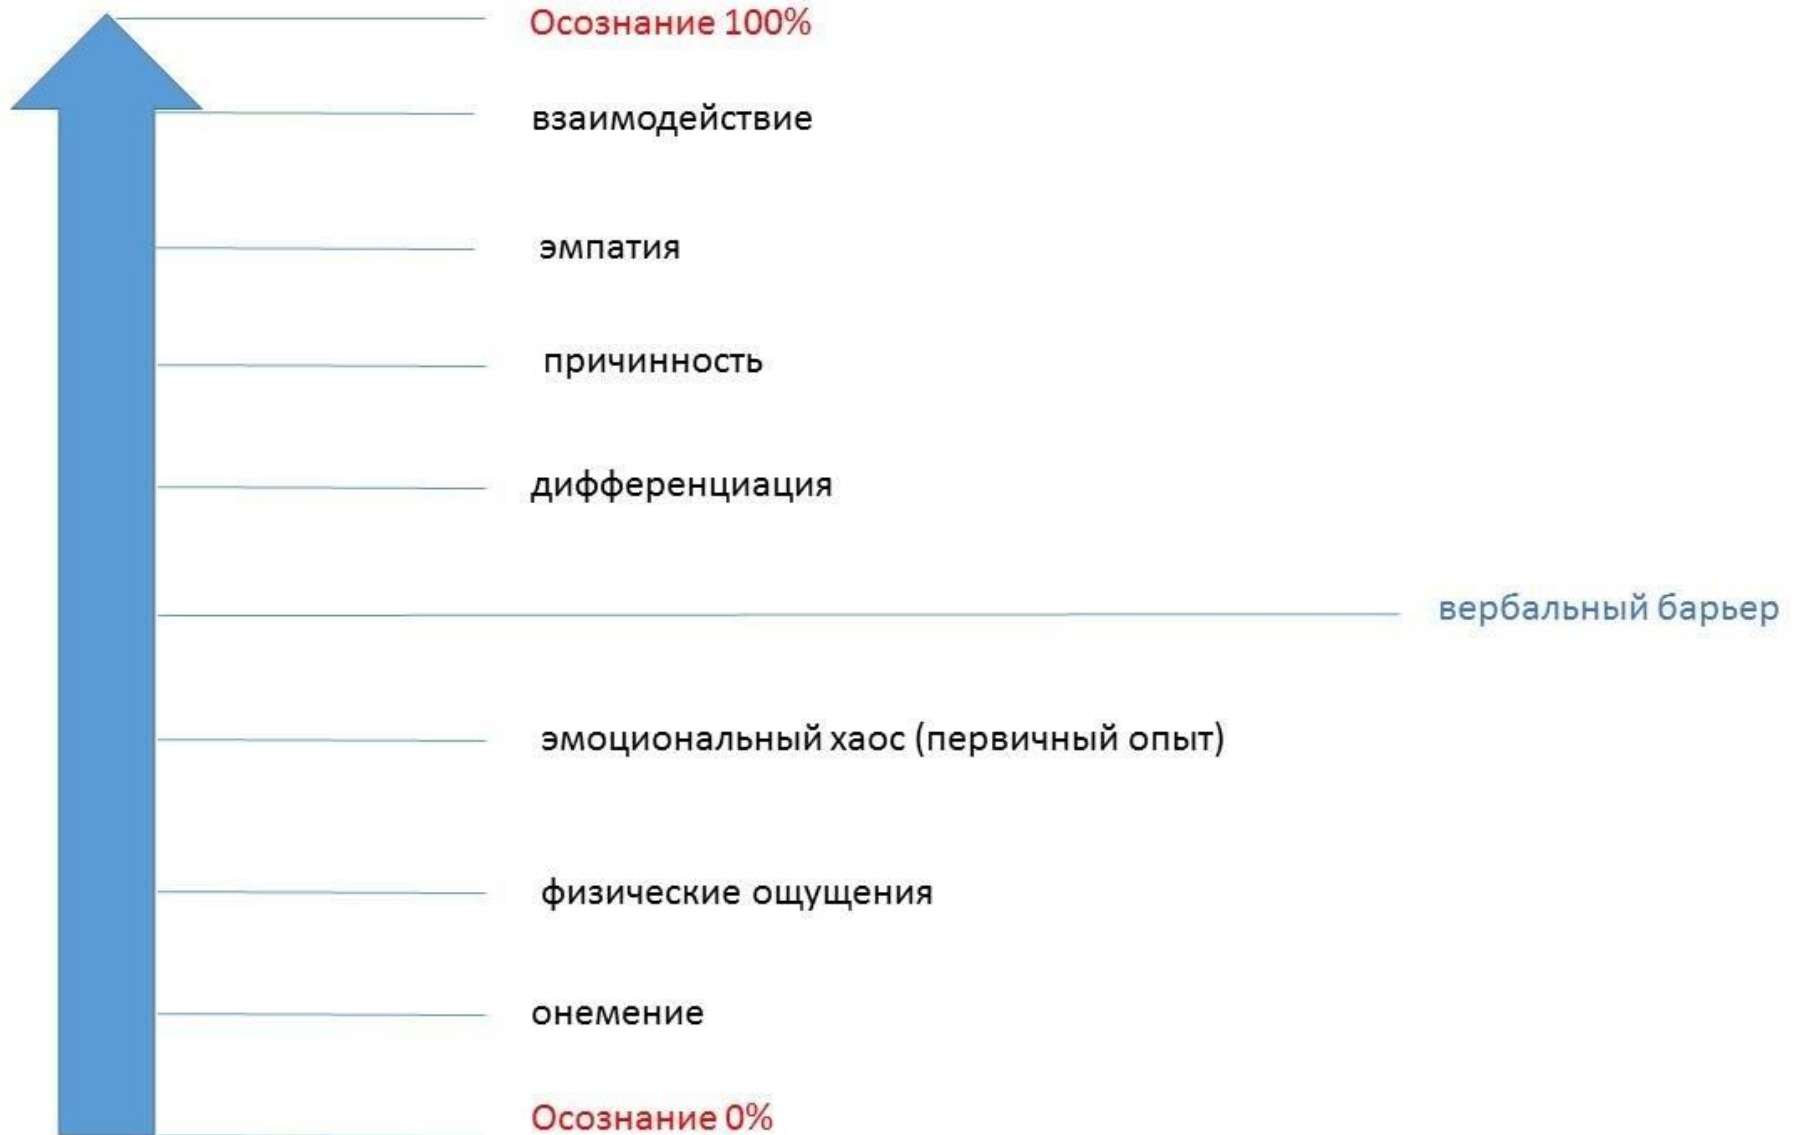 Осознание 100%
взаимодействие
эмпатия
причинность
дифференциация
вербальный барьер
эмоциональный хаос (первичный опыт)
физические ощущения
онемение
Осознание 0%